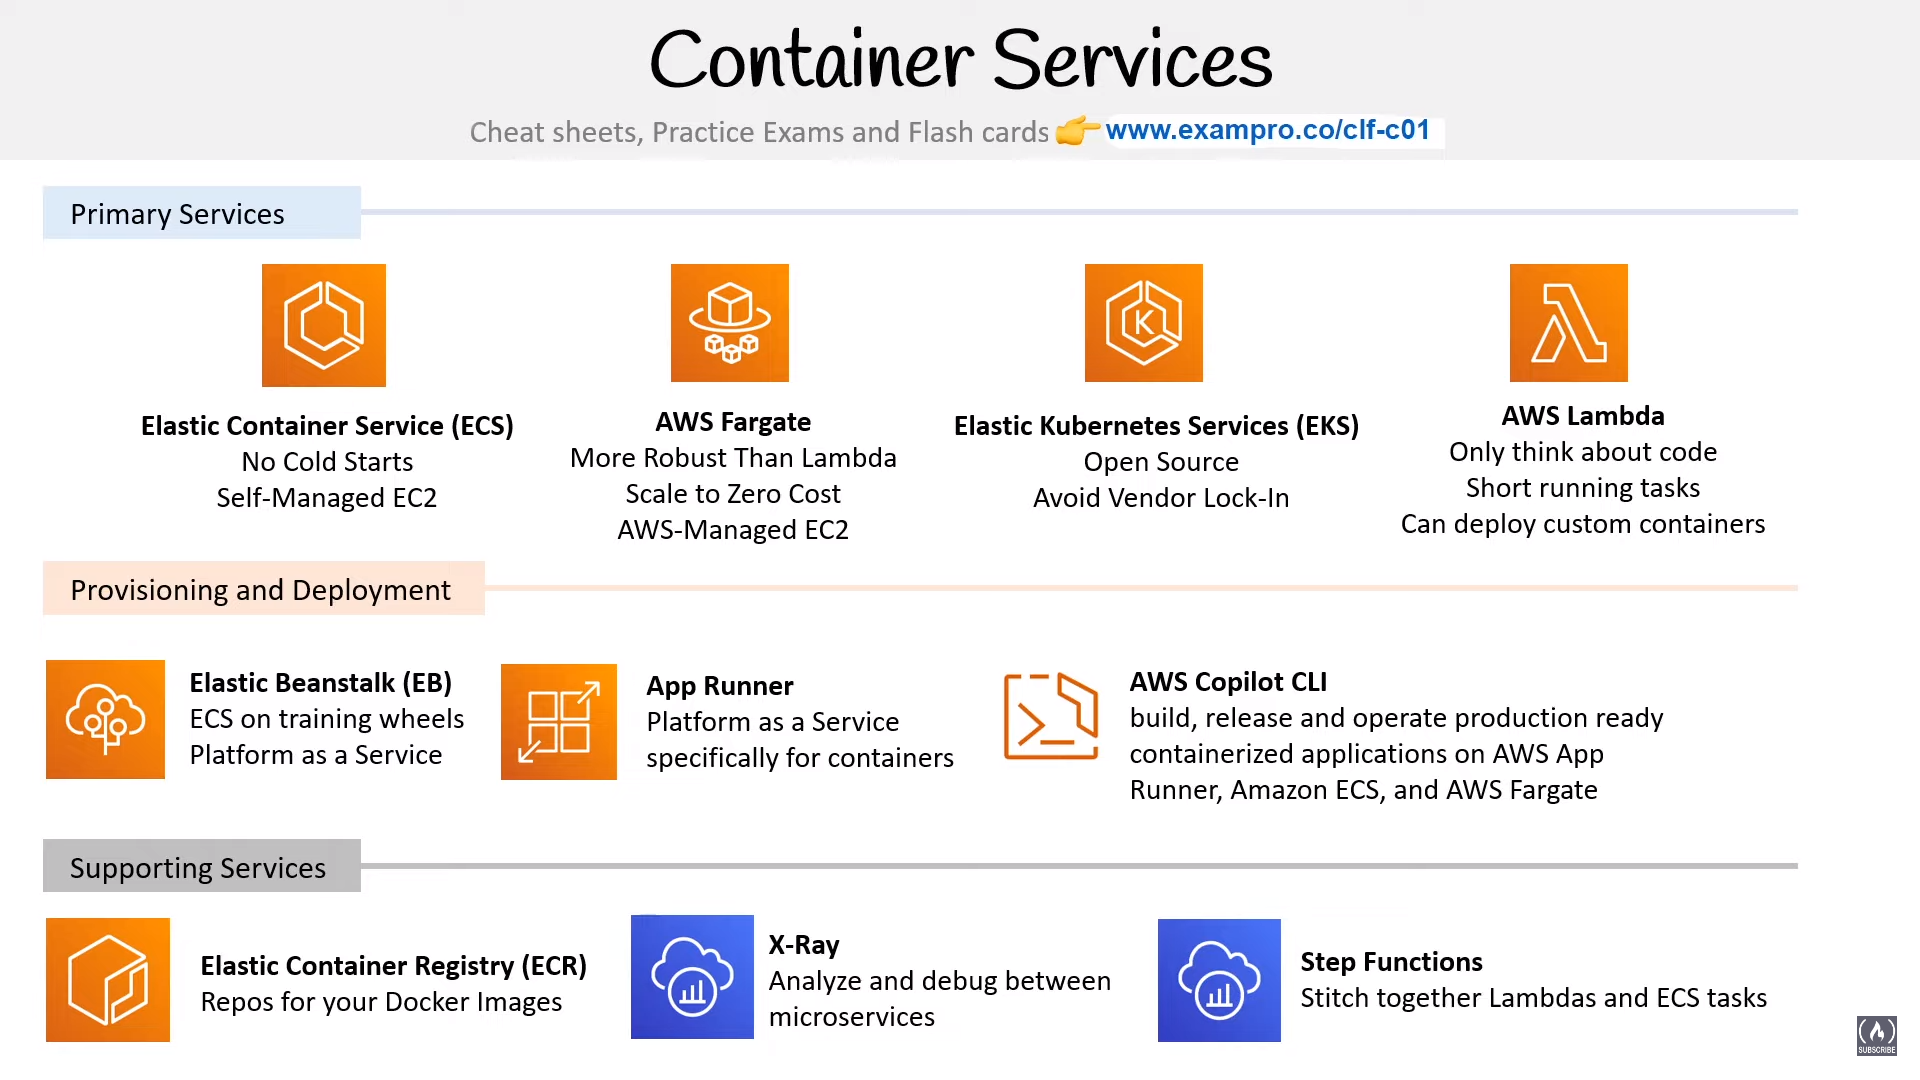 Container Services
Cheat sheets, Practice Exams and Flash cards www.exampro.co/clf-c01
Primary Services
Elastic Container Service (ECS)
No Cold Starts
Self-Managed EC2
AWS Fargate
More Robust Than Lambda
Scale to Zero Cost
AWS-Managed EC2
K
Elastic Kubernetes Services (EKS)
Open Source
Avoid Vendor Lock-In
AWS Lambda
Only think about code
Short running tasks
Can deploy custom containers
Provisioning and Deployment
Elastic Beanstalk (EB)
ECS on training wheels
Platform as a Service
App Runner
Platform as a Service
specifically for containers
AWS Copilot CLI
build, release and operate production ready
containerized applications on AWS App
Runner, Amazon ECS, and AWS Fargate
Supporting Services
Elastic Container Registry (ECR)
Repos for your Docker Images
X-Ray
Analyze and debug between
microservices
Step Functions
Stitch together Lambdas and ECS tasks
SUBSCRIBE